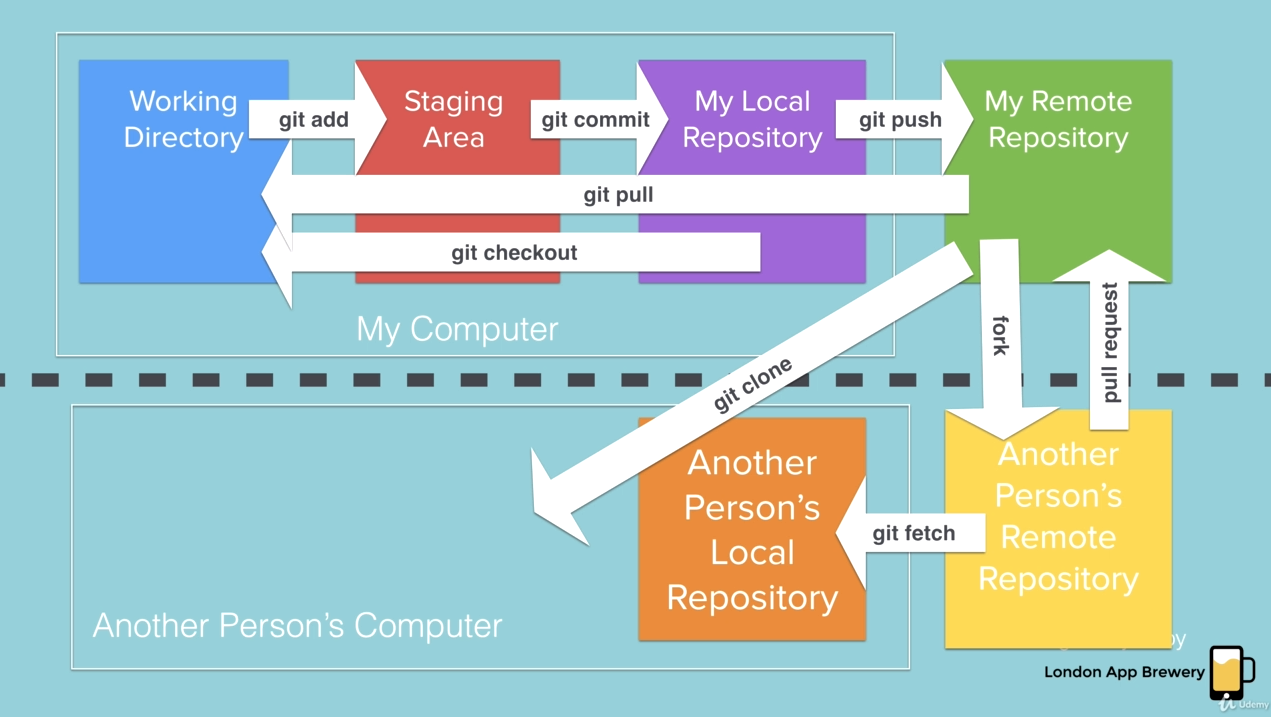 Working
Directory
git add
Staging
Area
git commit
My Local
Repository
git push
My Remote
Repository
git pull
git checkout
My Computer
git clone
fork
pull request
Another
Person’s
Local
Repository
git fetch
Another
Person’s
Remote
Repository
Another Person’s Computer
by
London App Brewery
Udemy